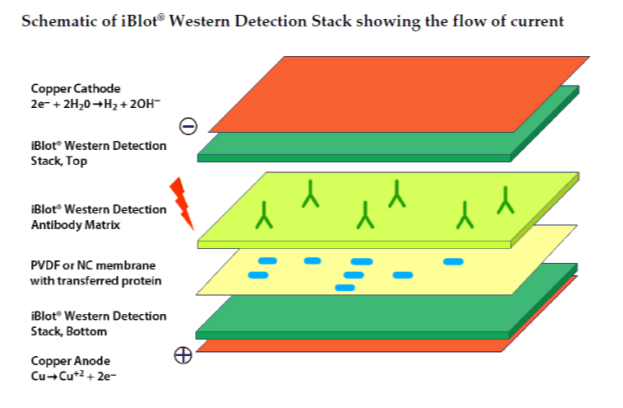 Schematic of iBlot® Western Detection Stack showing the flow of current
Copper Cathode
2e⁻ + 2H₂0→H₂ + 2OH⁻
iBlot® Western Detection
Stack, Top
iBlot® Western Detection
Antibody Matrix
PVDF or NC membrane
with transferred protein
iBlot® Western Detection
Stack, Bottom
Copper Anode
Cu→Cu⁺² + 2e⁻